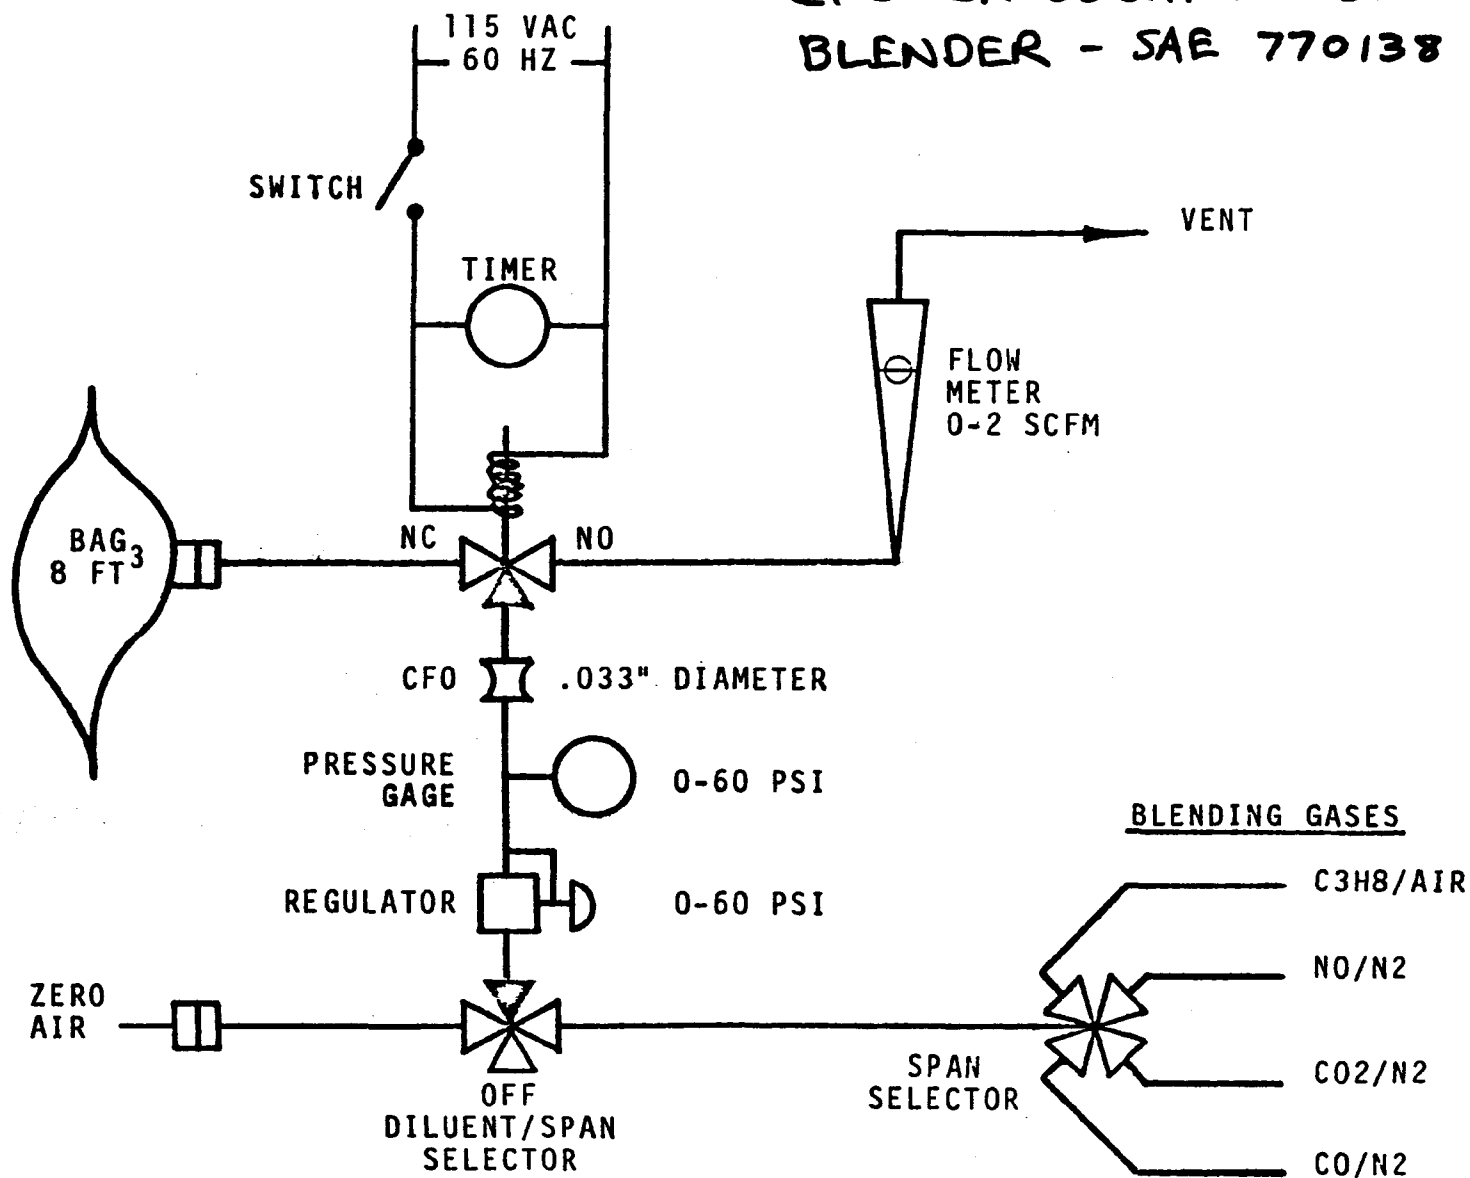 BLENDER - SAE 770138
115 VAC
60 HZ
SWITCH
TIMER
VENT
FLOW
METER
0-2 SCFM
NC
NO
BAG
8 FT3
CFO
.033" DIAMETER
PRESSURE
GAGE
0-60 PSI
REGULATOR
0-60 PSI
BLENDING GASES
C3H8/AIR
NO/N2
CO2/N2
CO/N2
ZERO
AIR
OFF
DILUENT/SPAN
SELECTOR
SPAN
SELECTOR